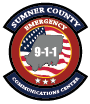 SUMNER COUNTY
EMERGENCY
9-1-1
COMMUNICATIONS CENTER